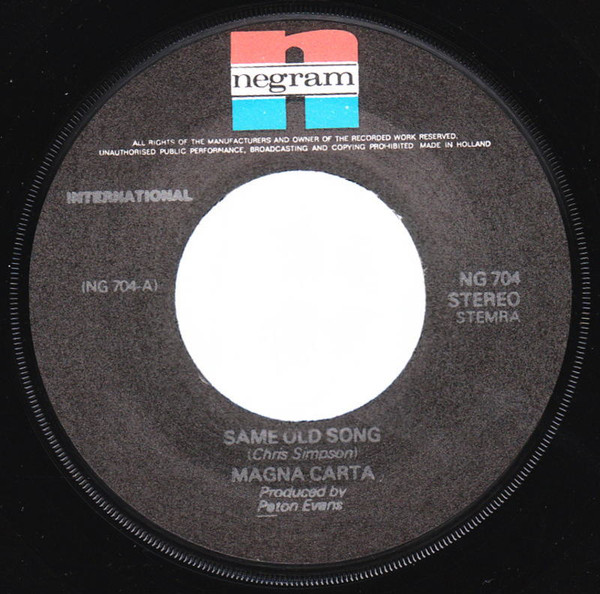 negram
ALL RIGHTS OF THE MANUFACTURERS AND OWNER OF THE RECORDED WORK RESERVED.
UNAUTHORISED PUBLIC PERFORMANCE, BROADCASTING AND COPYING PROHIBITED MADE IN HOLLAND
INTERNATIONAL
(NG 704-A)
NG 704
STEREO
STEMRA
SAME OLD SONG
(Chris Simpson)
MAGNA CARTA
Produced by
Peton Evans